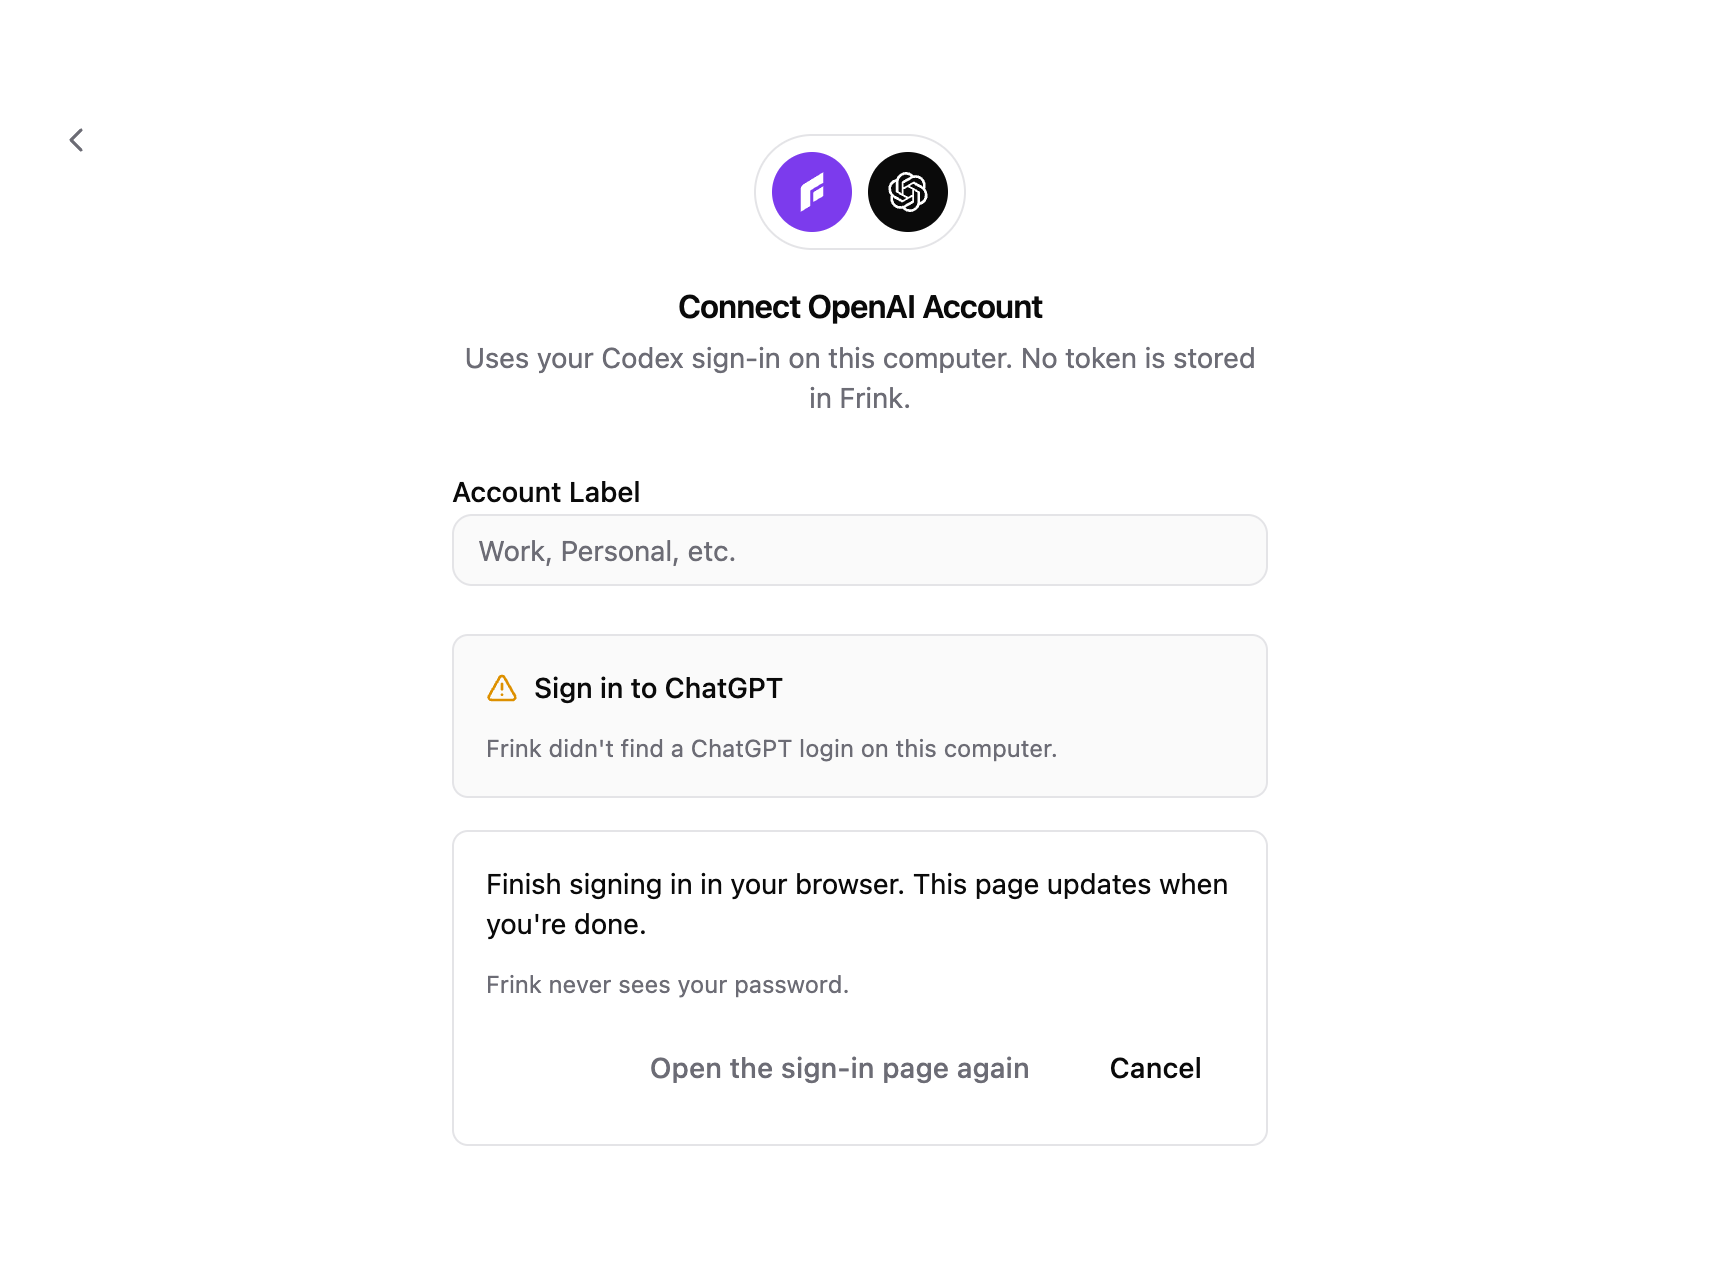 Connect OpenAI Account
Uses your Codex sign-in on this computer. No token is stored
in Frink.
Account Label
Work, Personal, etc.
Sign in to ChatGPT
Frink didn't find a ChatGPT login on this computer.
Finish signing in in your browser. This page updates when
you're done.
Frink never sees your password.
Open the sign-in page again
Cancel